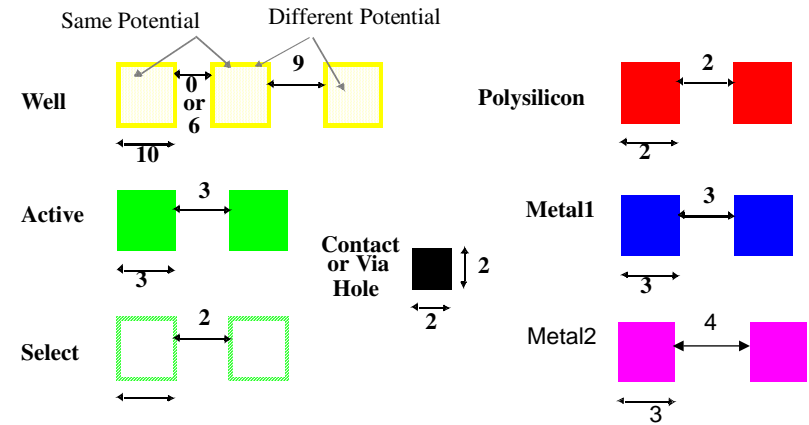 Same Potential
Different Potential
Well
0
or
6
9
10
Polysilicon
2
2
Active
3
3
Metal1
3
3
Contact
or Via
Hole
2
2
Select
2
Metal2
4
3